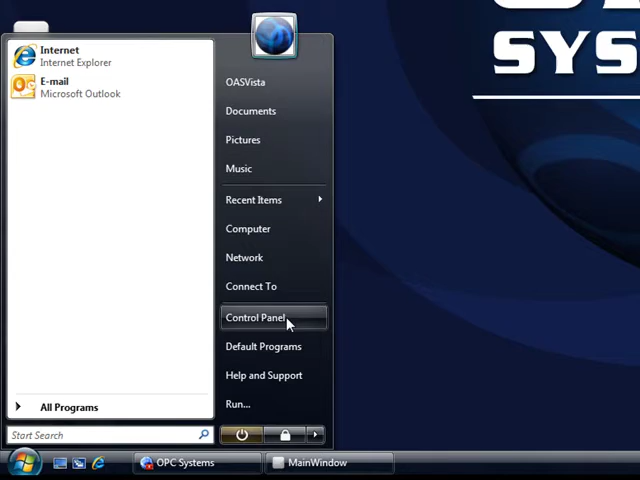 SYS
Internet
Internet Explorer
E-mail
Microsoft Outlook
OASVista
Documents
Pictures
Music
Recent Items
Computer
Network
Connect To
Control Panel
Default Programs
Help and Support
Run...
All Programs
Start Search
OPC Systems
MainWindow